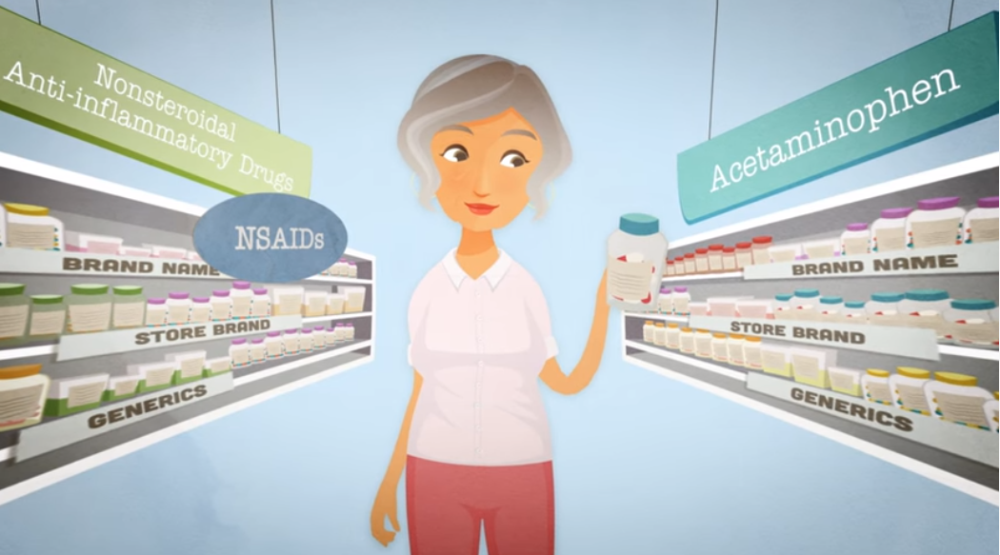 Nonsteroidal
Anti-inflammatory Drugs
NSAIDs
BRAND NAME
STORE BRAND
GENERICS
Acetaminophen
BRAND NAME
STORE BRAND
GENERICS